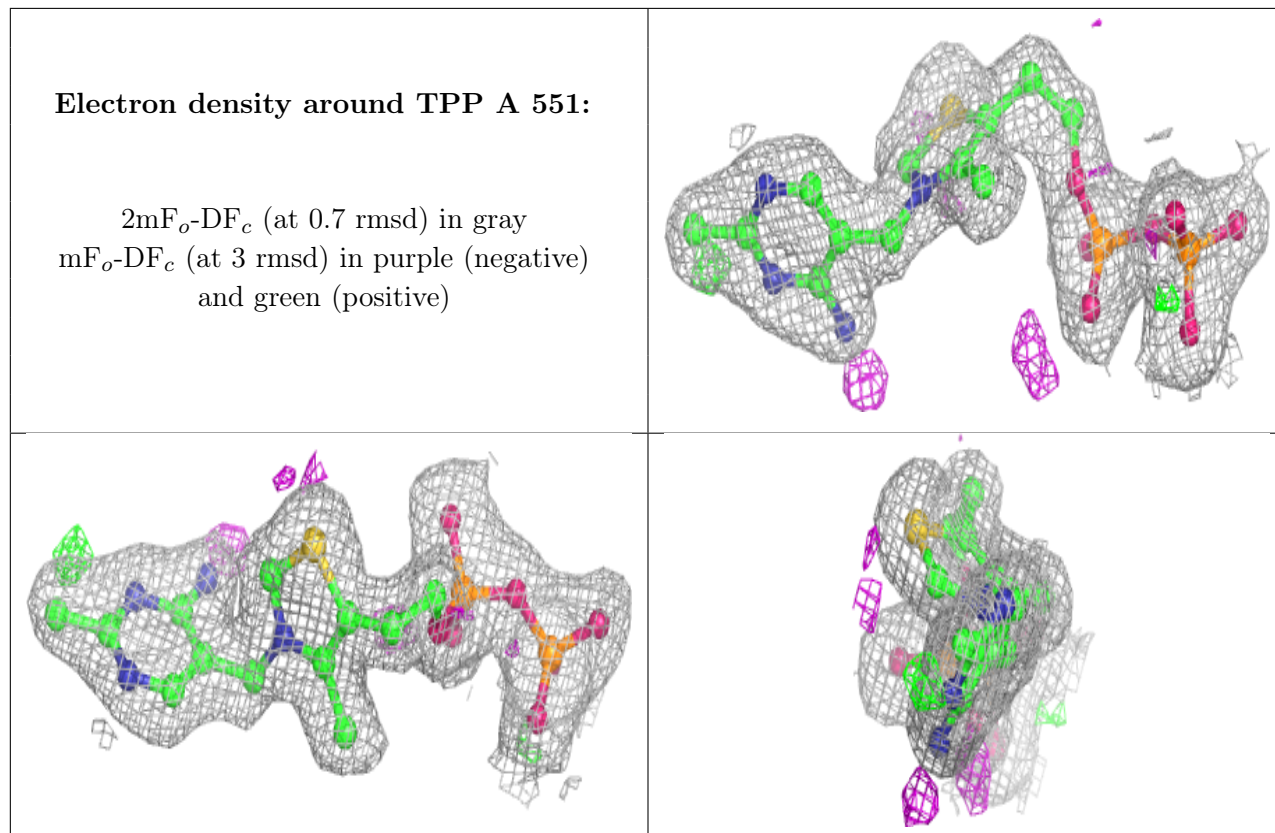 Electron density around TPP A 551:
2mFo-DFc (at 0.7 rmsd) in gray
mFo-DFc (at 3 rmsd) in purple (negative)
and green (positive)